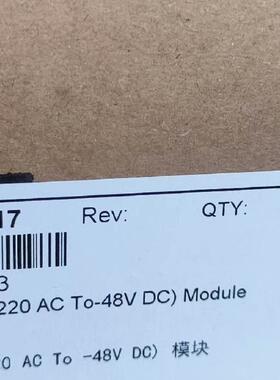 17 Rev: QTY:
3
220 AC To-48V DC) Module
0 AC To -48V DC) 模块